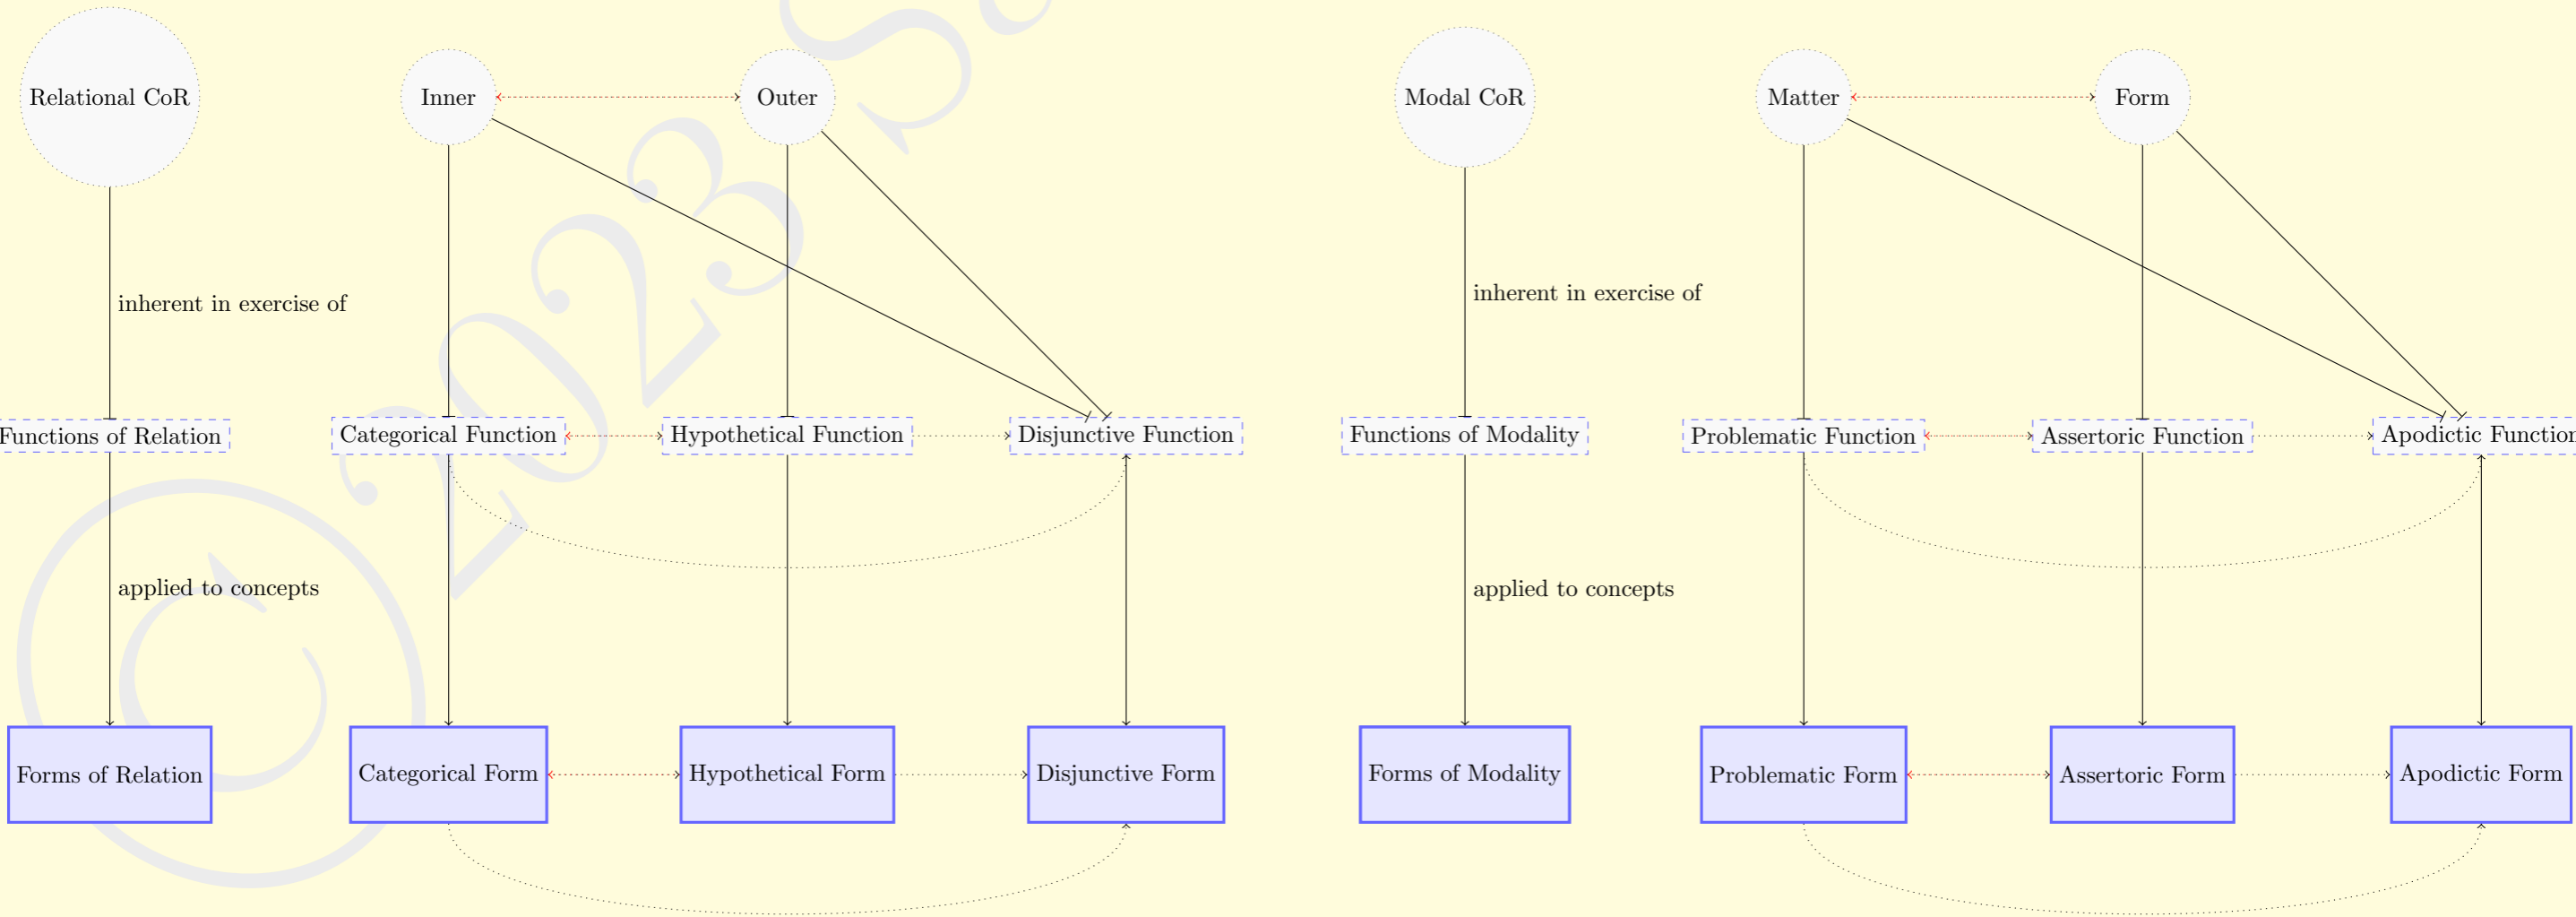 Relational CoR
Inner
Outer
Modal CoR
Matter
Form
inherent in exercise of
inherent in exercise of
Functions of Relation
Categorical Function
Hypothetical Function
Disjunctive Function
Functions of Modality
Problematic Function
Assertoric Function
Apodictic Function
applied to concepts
applied to concepts
Forms of Relation
Categorical Form
Hypothetical Form
Disjunctive Form
Forms of Modality
Problematic Form
Assertoric Form
Apodictic Form
© 2023 S